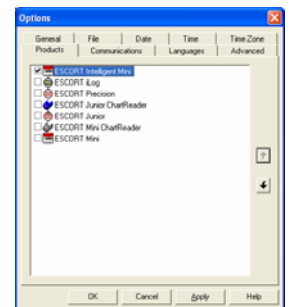 Options
General File Date Time Time Zone
Products Communications Languages Advanced
ESCORT Intelligent Mini
ESCORT iLog
ESCORT Precision
ESCORT Junior ChartReader
ESCORT Junior
ESCORT Mini ChartReader
ESCORT Mini
OK Cancel Apply Help